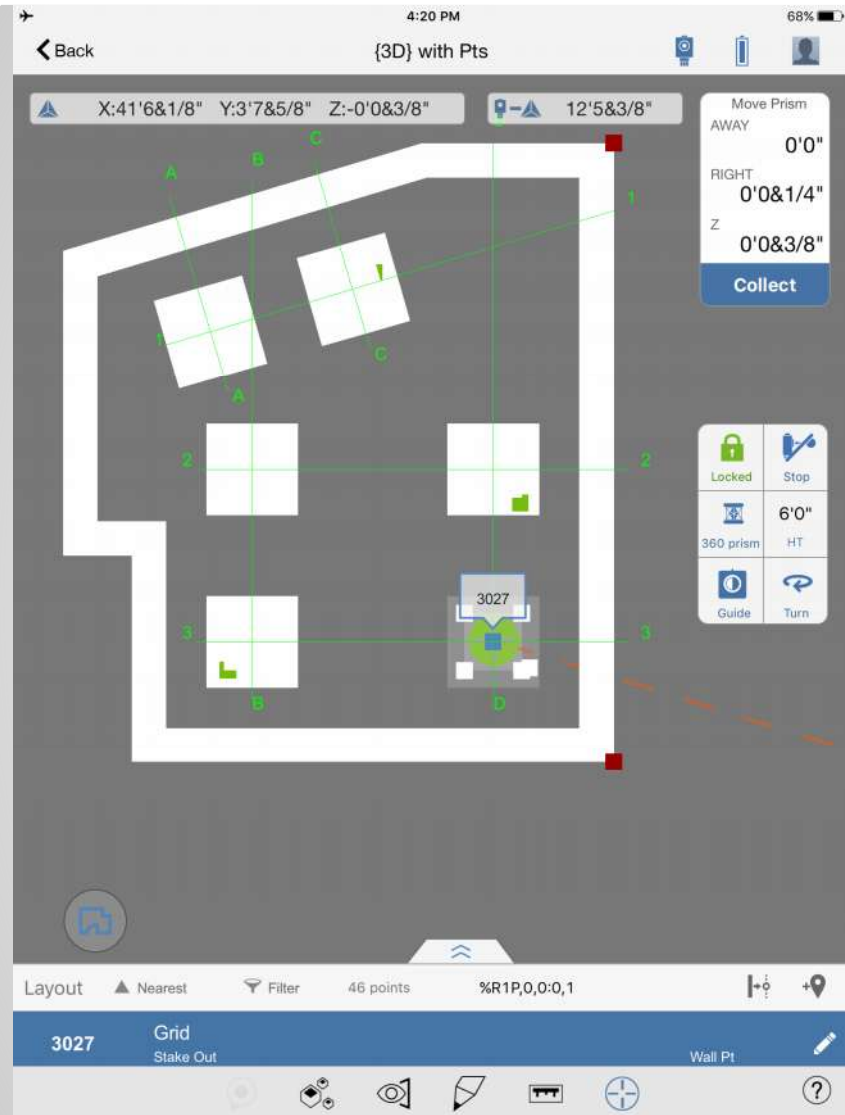 4:20 PM 68%
Back {3D} with Pts
X:41'6&1/8" Y:3'7&5/8" Z:-0'0&3/8" 12'5&3/8"
Move Prism
AWAY
0'0"
RIGHT
0'0&1/4"
Z
0'0&3/8"
Collect
C
B
A
1
1
C
A
2 2
Locked Stop
6'0"
360 prism HT
Guide Turn
3027
3 3
B D
Layout Nearest Filter 46 points %R1P,0,0:0,1
3027 Grid
Stake Out Wall Pt
?